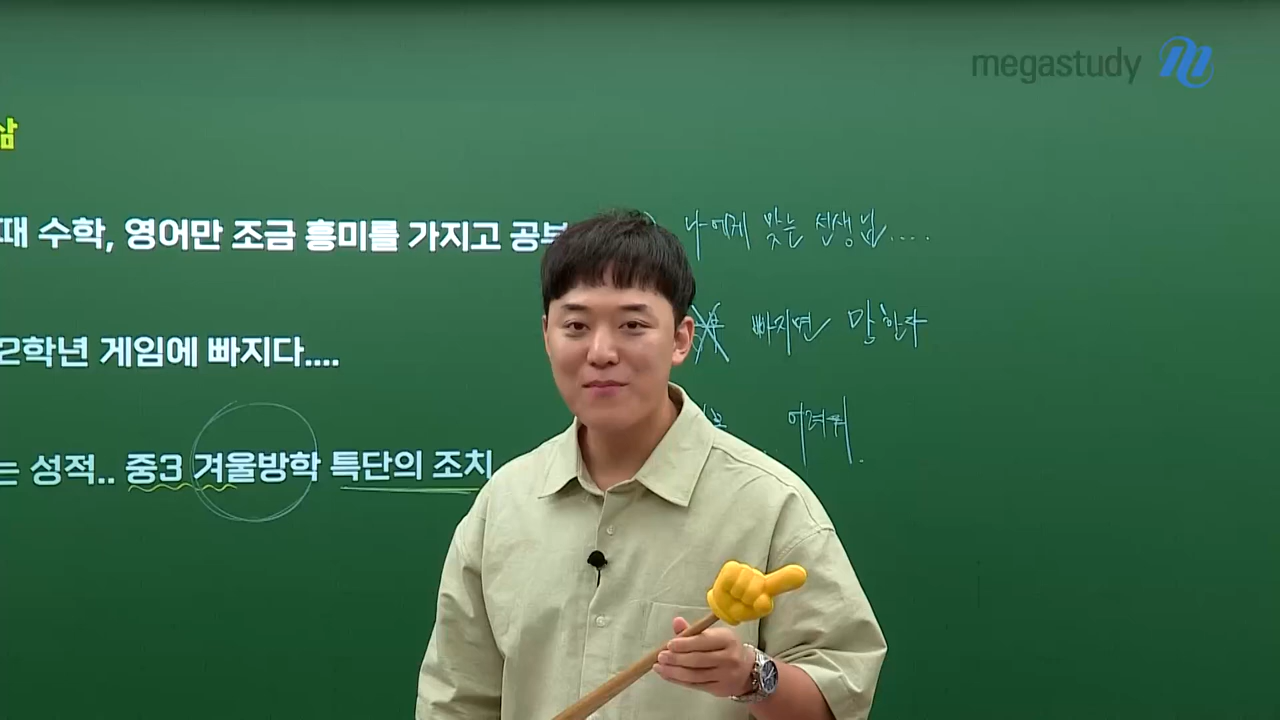 megastudy
삶
때 수학, 영어만 조금 흥미를 가지고 공부
나에게 맞는 선생님....
2학년 게임에 빠지다....
빠지면 망한다
는 성적.. 중3 겨울방학 특단의 조치
어려워.